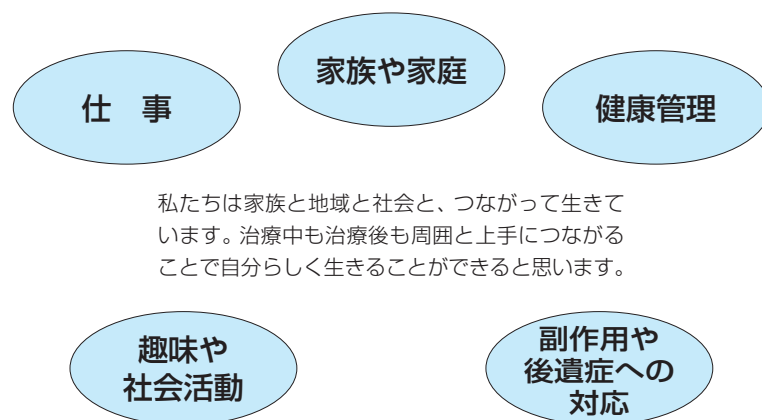 家族や家庭
仕　事
健康管理
私たちは家族と地域と社会と、つながって生きて
います。治療中も治療後も周囲と上手につながる
ことで自分らしく生きることができると思います。
趣味や
社会活動
副作用や
後遺症への
対応